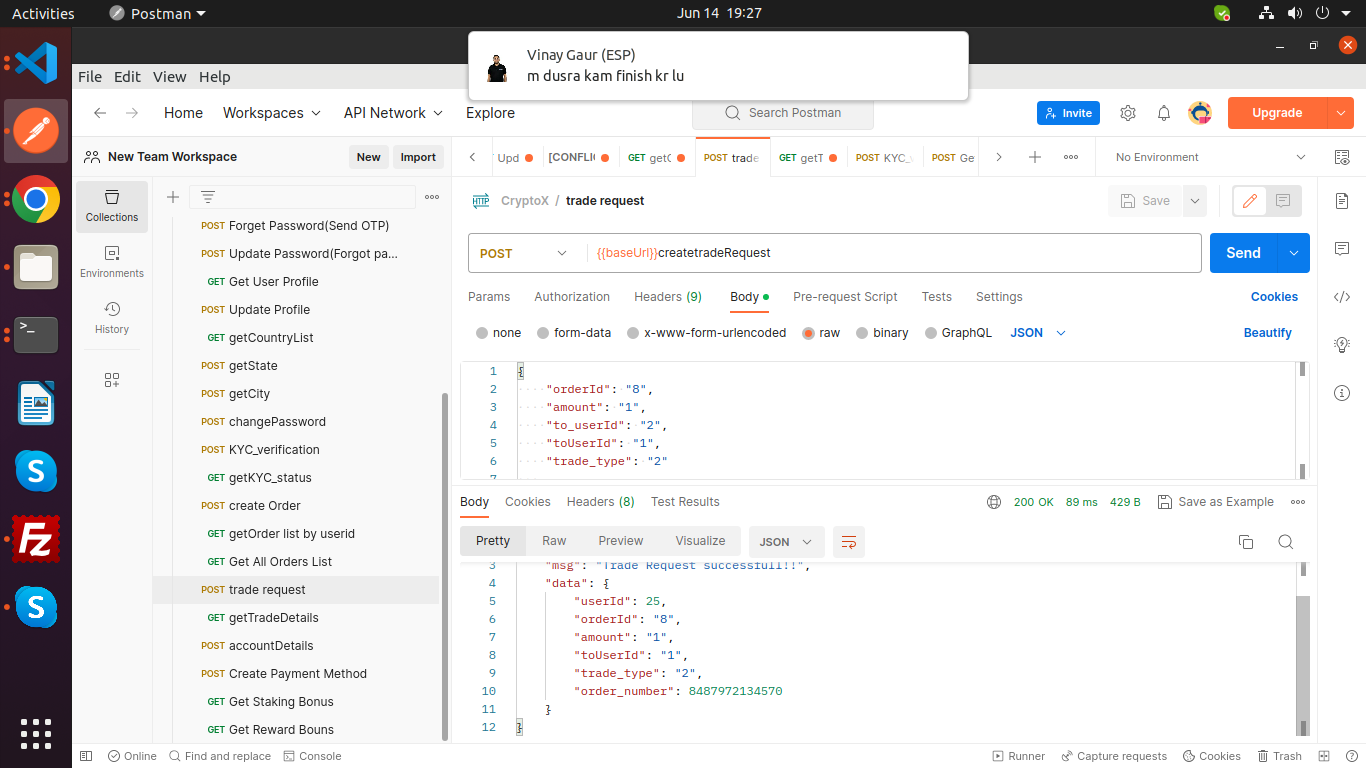 Activities
Postman
Jun 14 19:27
Vinay Gaur (ESP)
m dusra kam finish kr lu
File Edit View Help
Home Workspaces API Network Explore
Search Postman
Invite
Upgrade
New Team Workspace
New Import
Upd
[CONFLI
GET getC
POST trade
GET getT
POST KYC_
POST Ge
No Environment
Collections
Environments
History
POST Forget Password(Send OTP)
POST Update Password(Forgot pa...
GET Get User Profile
POST Update Profile
GET getCountryList
POST getState
POST getCity
POST changePassword
POST KYC_verification
GET getKYC_status
POST create Order
GET getOrder list by userid
GET Get All Orders List
POST trade request
GET getTradeDetails
POST accountDetails
POST Create Payment Method
GET Get Staking Bonus
GET Get Reward Bouns
HTTP CryptoX / trade request
Save
POST {{baseUrl}}createtradeRequest
Send
Params Authorization Headers (9) Body Pre-request Script Tests Settings Cookies
none form-data x-www-form-urlencoded raw binary GraphQL JSON Beautify
1 {
2 "orderId": "8",
3 "amount": "1",
4 "to_userId": "2",
5 "toUserId": "1",
6 "trade_type": "2"
Body Cookies Headers (8) Test Results 200 OK 89 ms 429 B Save as Example
Pretty Raw Preview Visualize JSON
3 "msg": "Trade Request successfull!!",
4 "data": {
5 "userId": 25,
6 "orderId": "8",
7 "amount": "1",
8 "toUserId": "1",
9 "trade_type": "2",
10 "order_number": 8487972134570
11 }
12 }
Online Find and replace Console Runner Capture requests Cookies Trash